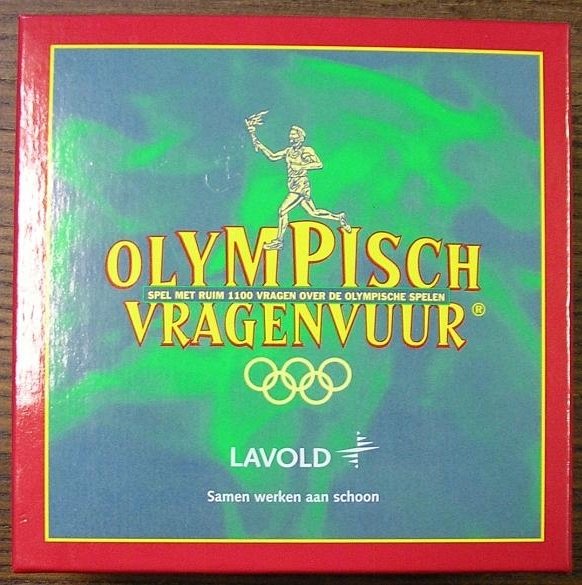 OLYMPISCH
SPEL MET RUIM 1100 VRAGEN OVER DE OLYMPISCHE SPELEN
VRAGENVUUR®
LAVOLD
Samen werken aan schoon